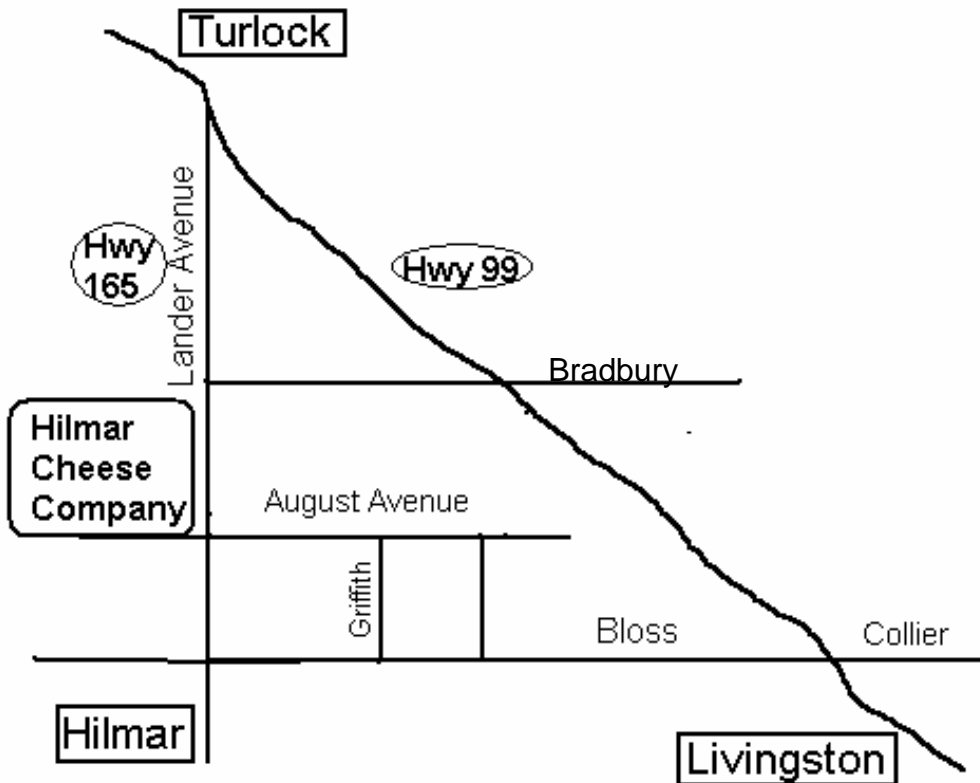 Turlock
Lander Avenue
Hwy
165
Hwy 99
Bradbury
Hilmar
Cheese
Company
August Avenue
Griffith
Bloss
Collier
Hilmar
Livingston